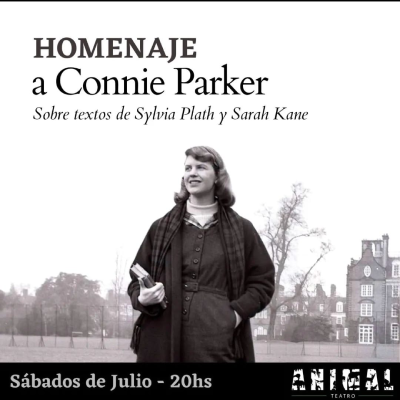 HOMENAJE
a Connie Parker
Sobre textos de Sylvia Plath y Sarah Kane
Sábados de Julio - 20hs
ANIMAL
TEATRO